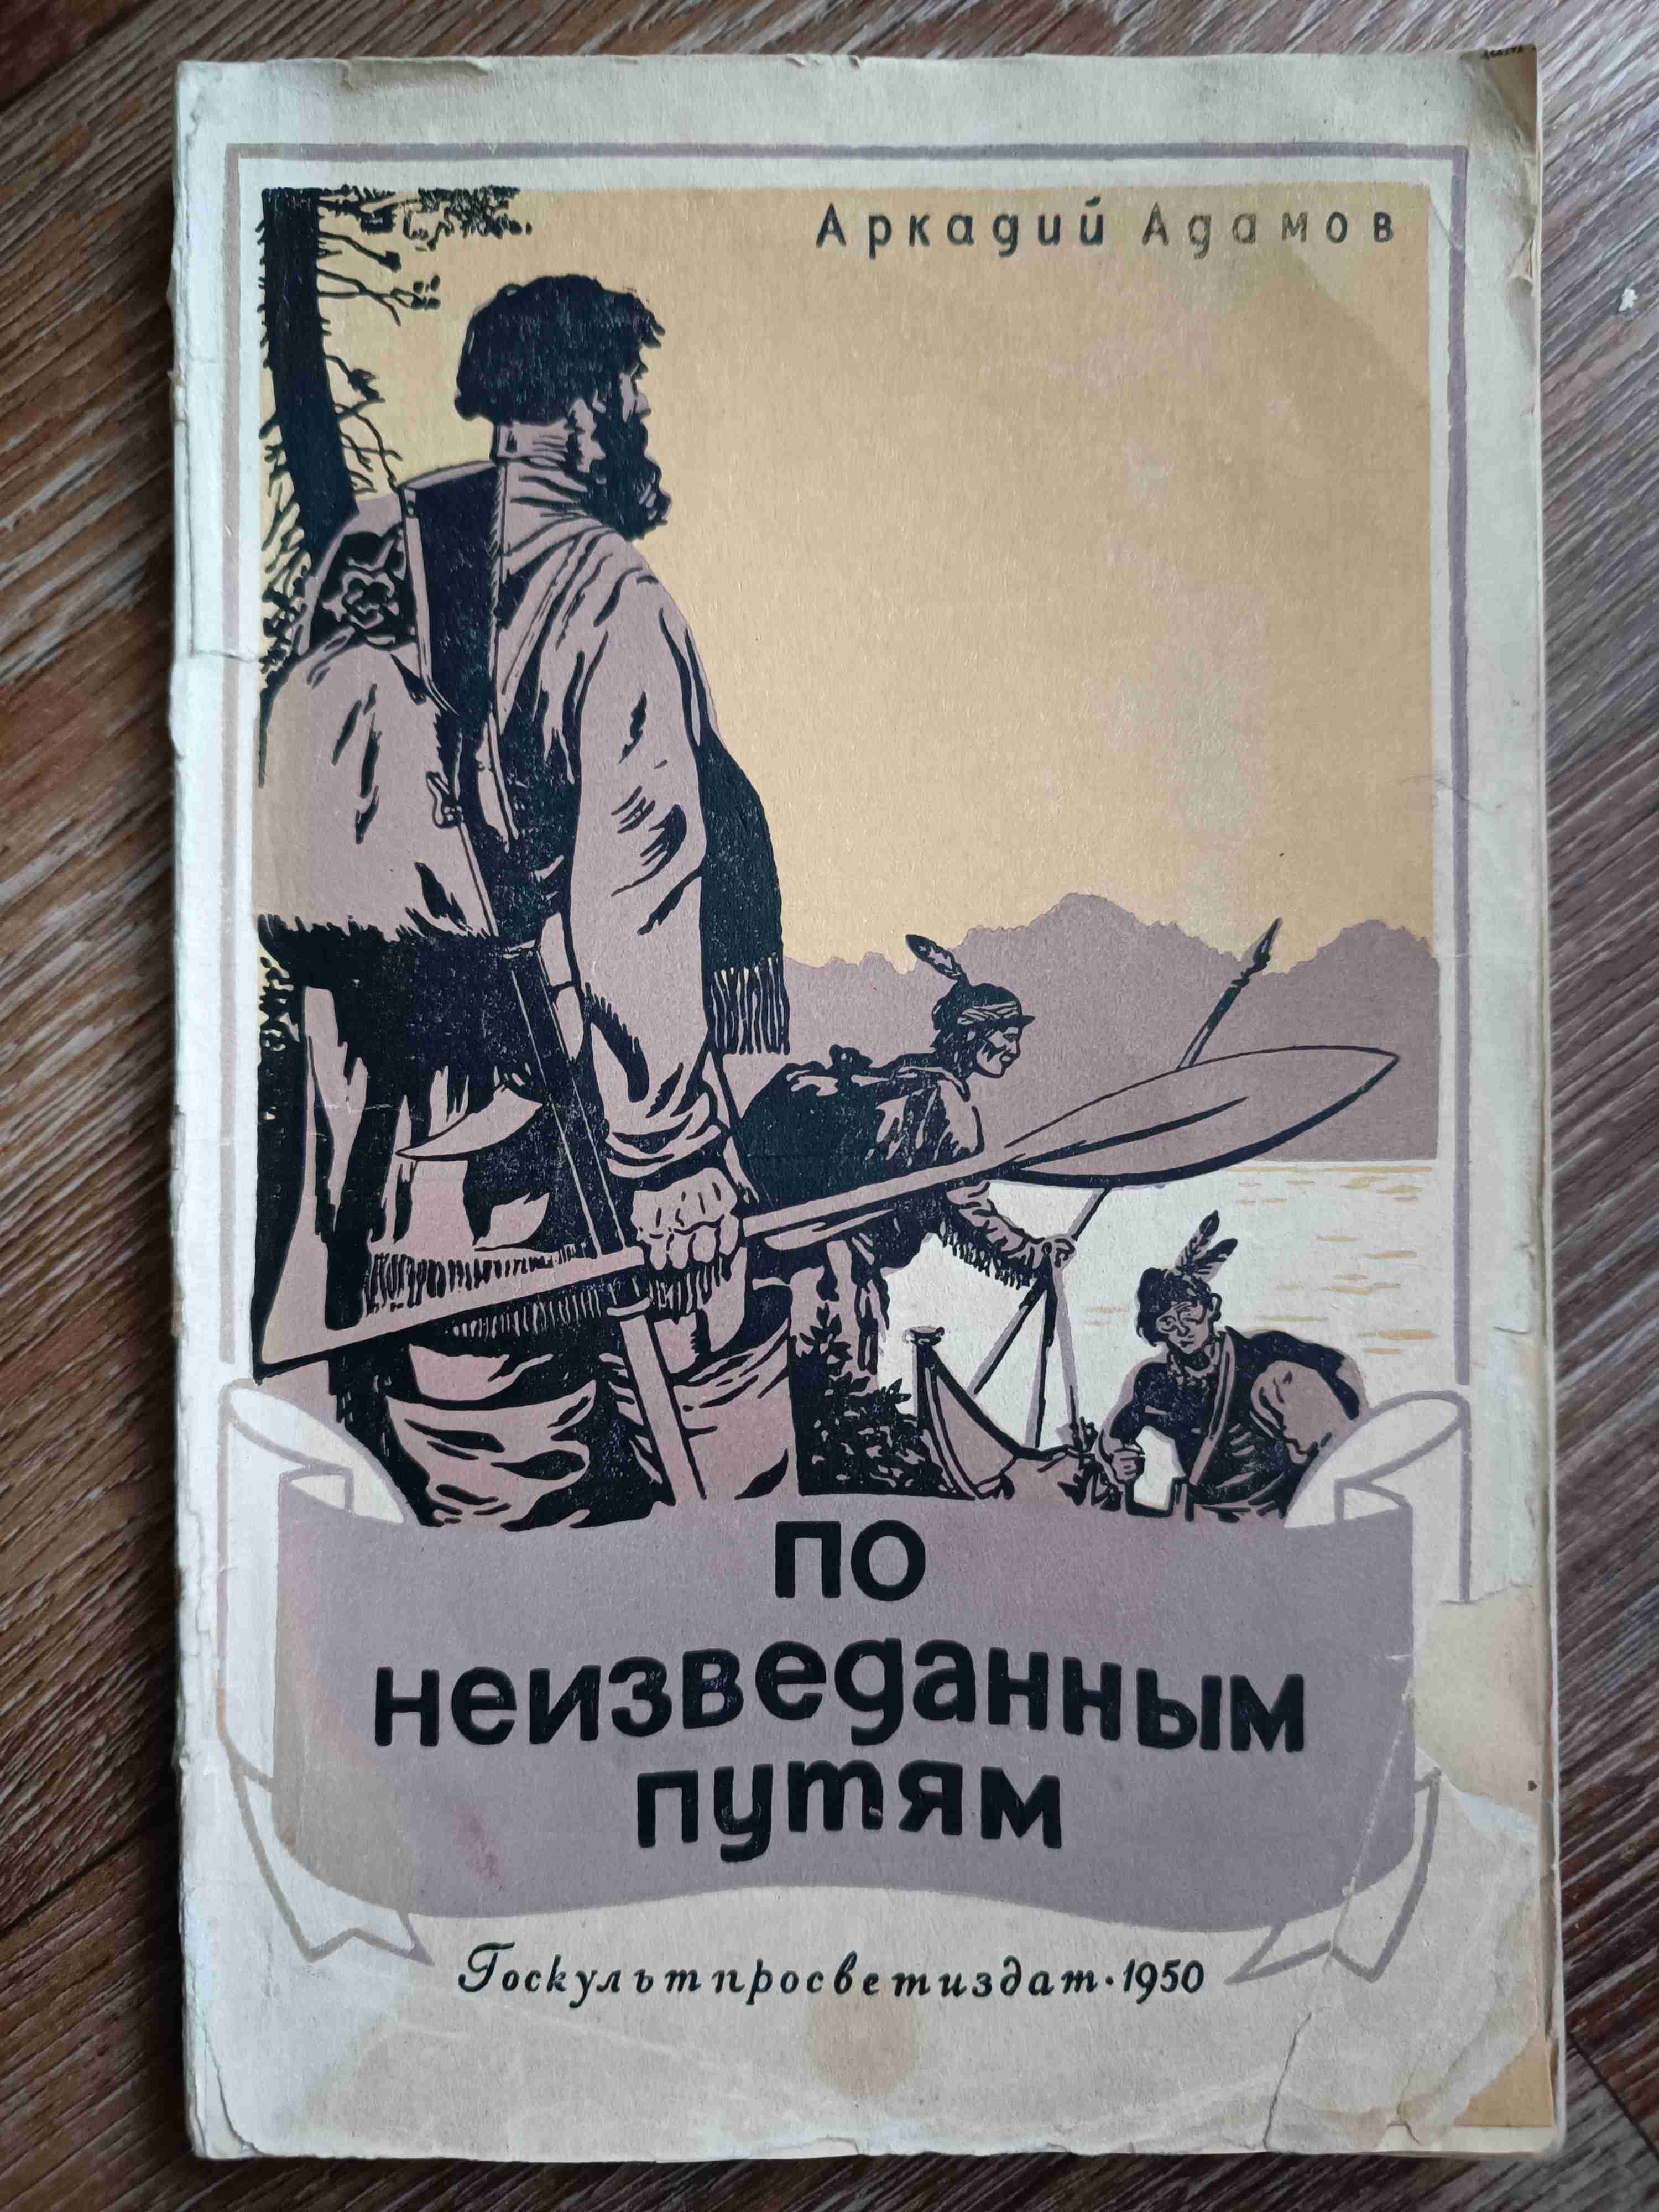 Аркадий Адамов
ПО
неизведанным
путям
Госкультпросветиздат·1950